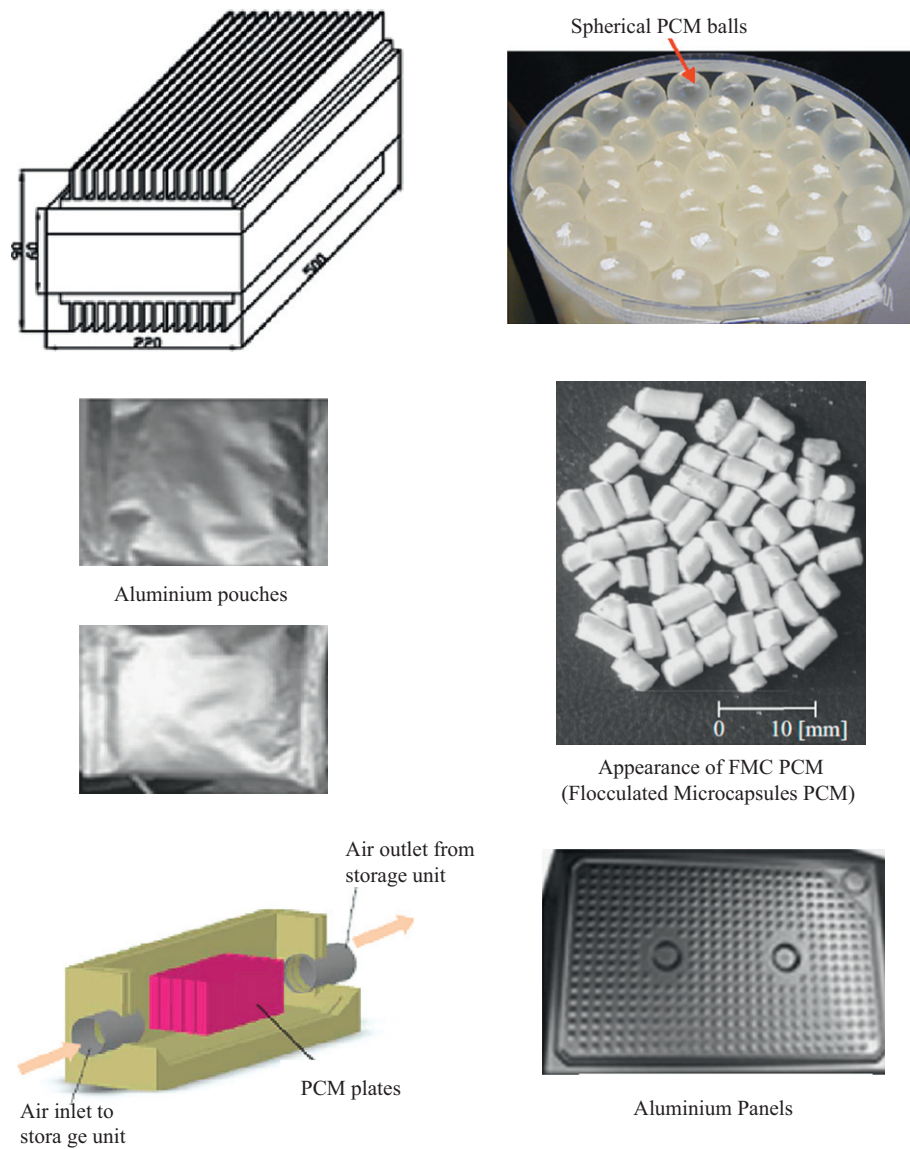 Spherical PCM balls
90
60
500
220
Aluminium pouches
0 10 [mm]
Appearance of FMC PCM
(Flocculated Microcapsules PCM)
Air outlet from
storage unit
PCM plates
Air inlet to
stora ge unit
Aluminium Panels